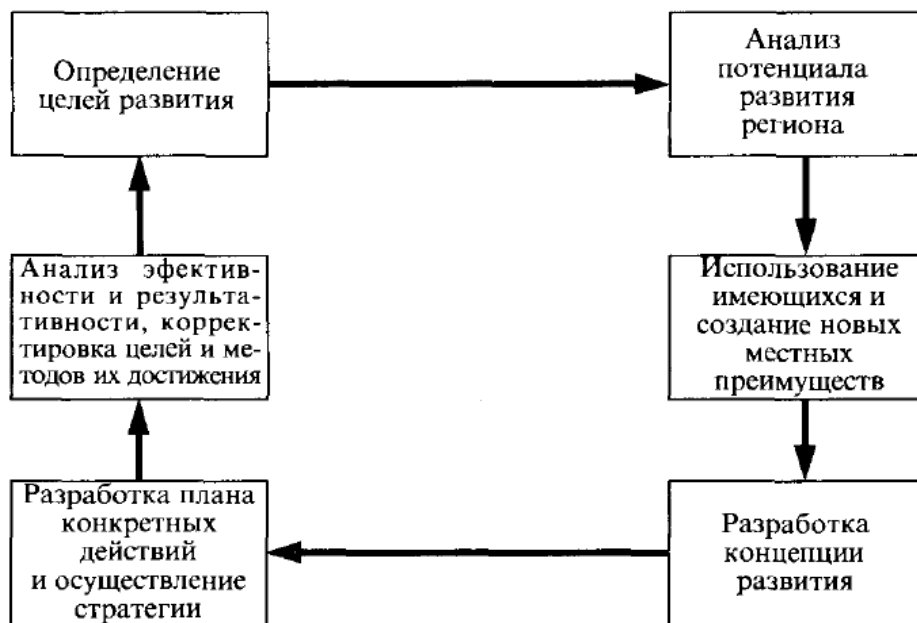 Определение
целей развития
Анализ
потенциала
развития
региона
Использование
имеющихся и
создание новых
местных
преимуществ
Разработка
концепции
развития
Разработка плана
конкретных
действий
и осуществление
стратегии
Анализ эфектив-
ности и результа-
тивности, коррек-
тировка целей и ме-
тодов их достижения